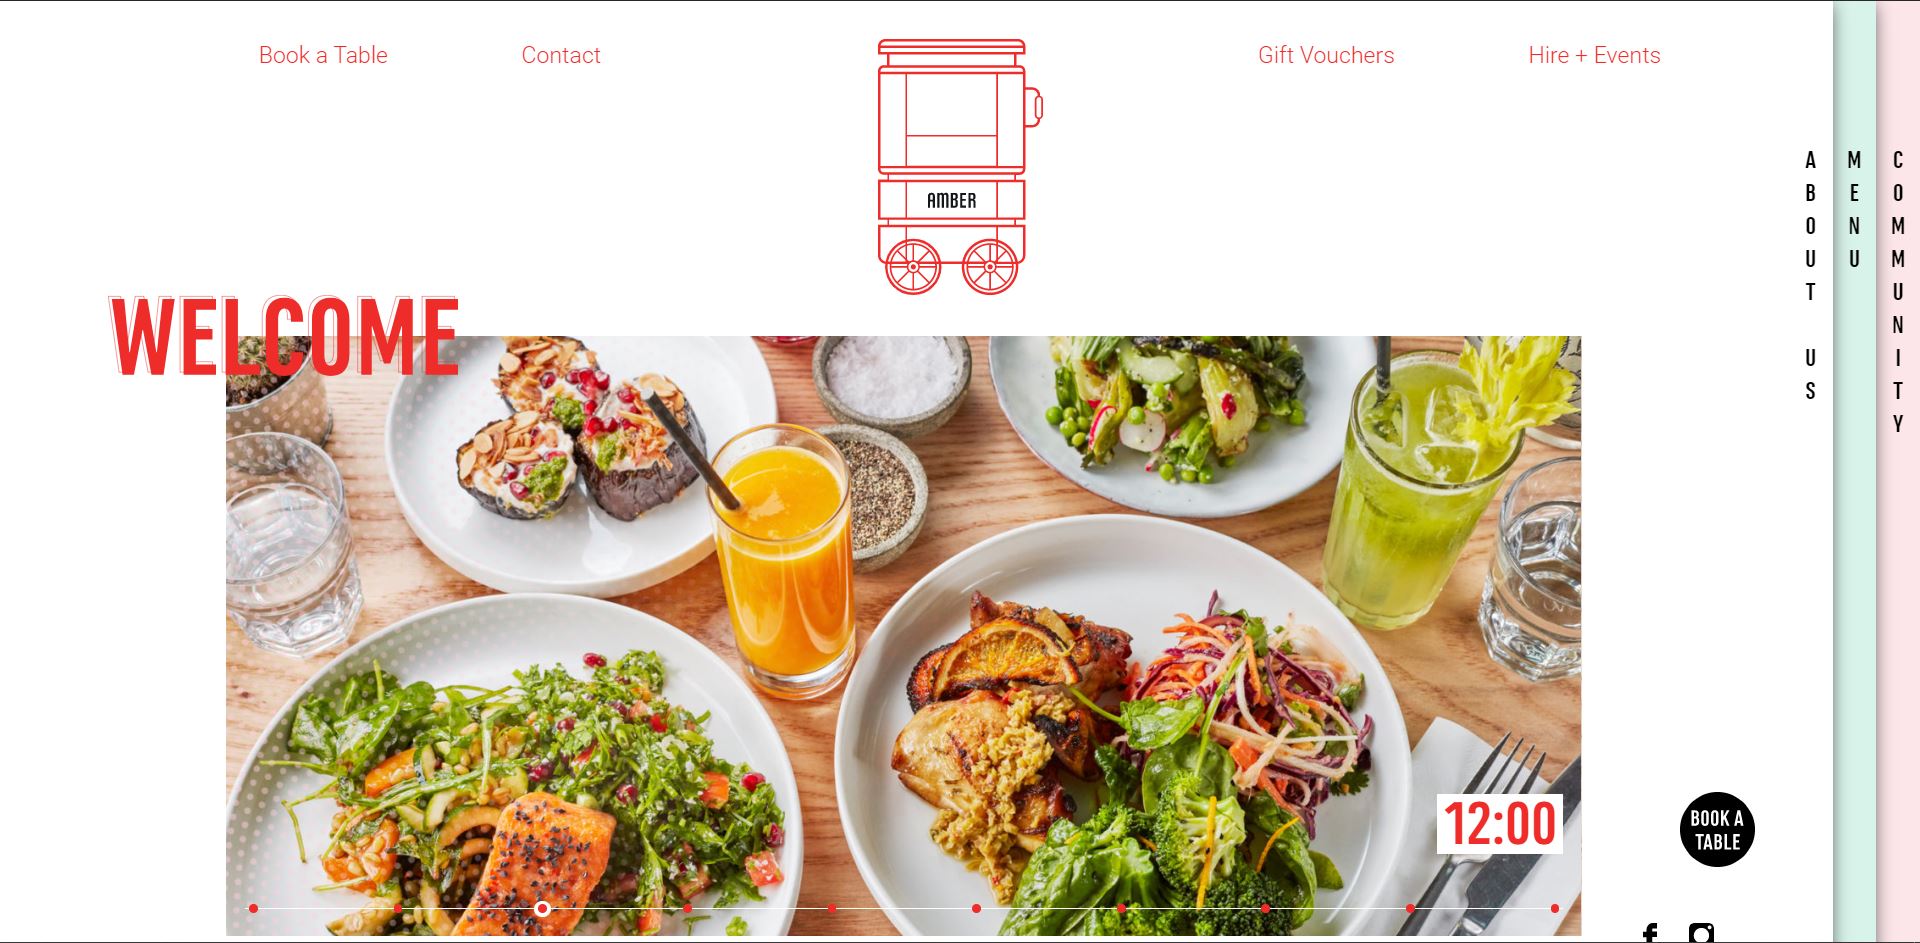 Book a Table
Contact
Gift Vouchers
Hire + Events
AMBER
WELCOME
ABOUT US
MENU
COMMUNITY
12:00
BOOK A
TABLE